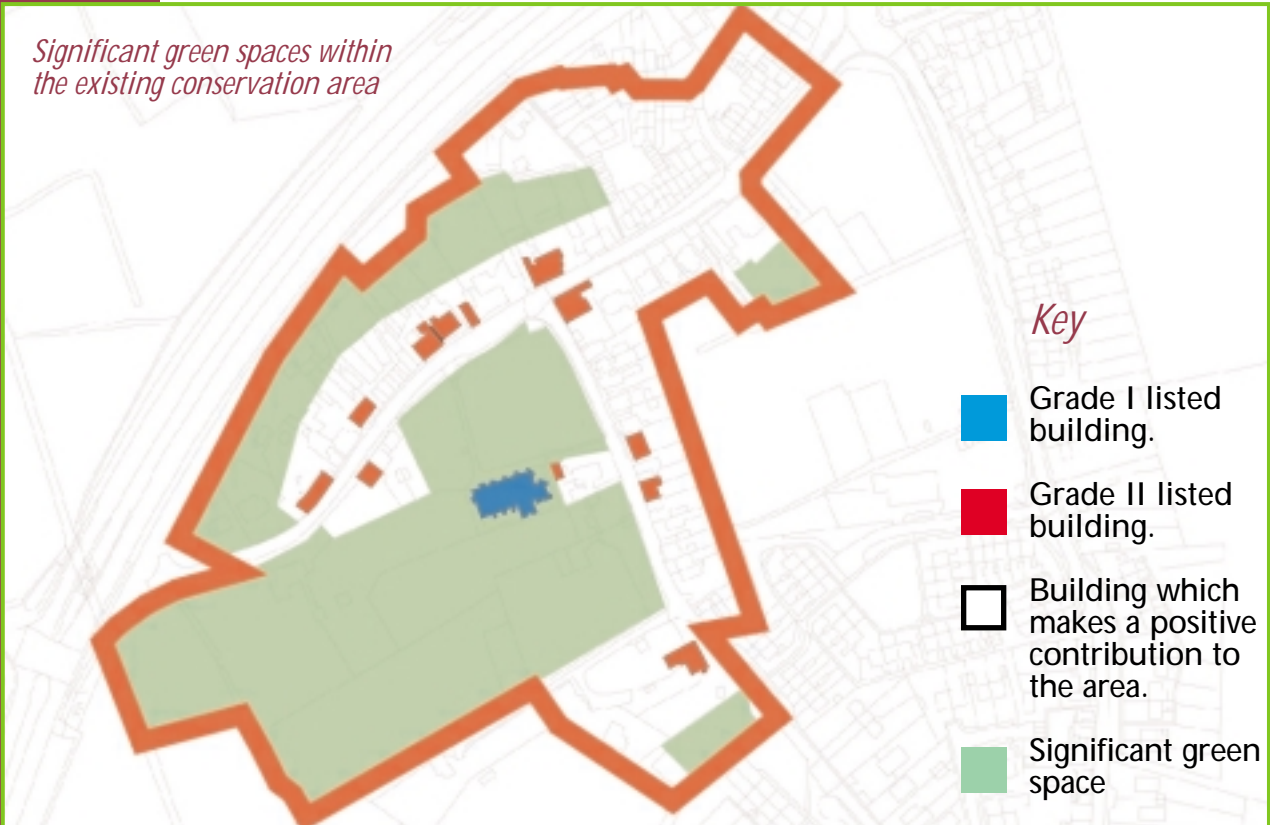 Significant green spaces within
the existing conservation area
Key
Grade I listed
building.
Grade II listed
building.
Building which
makes a positive
contribution to
the area.
Significant green
space